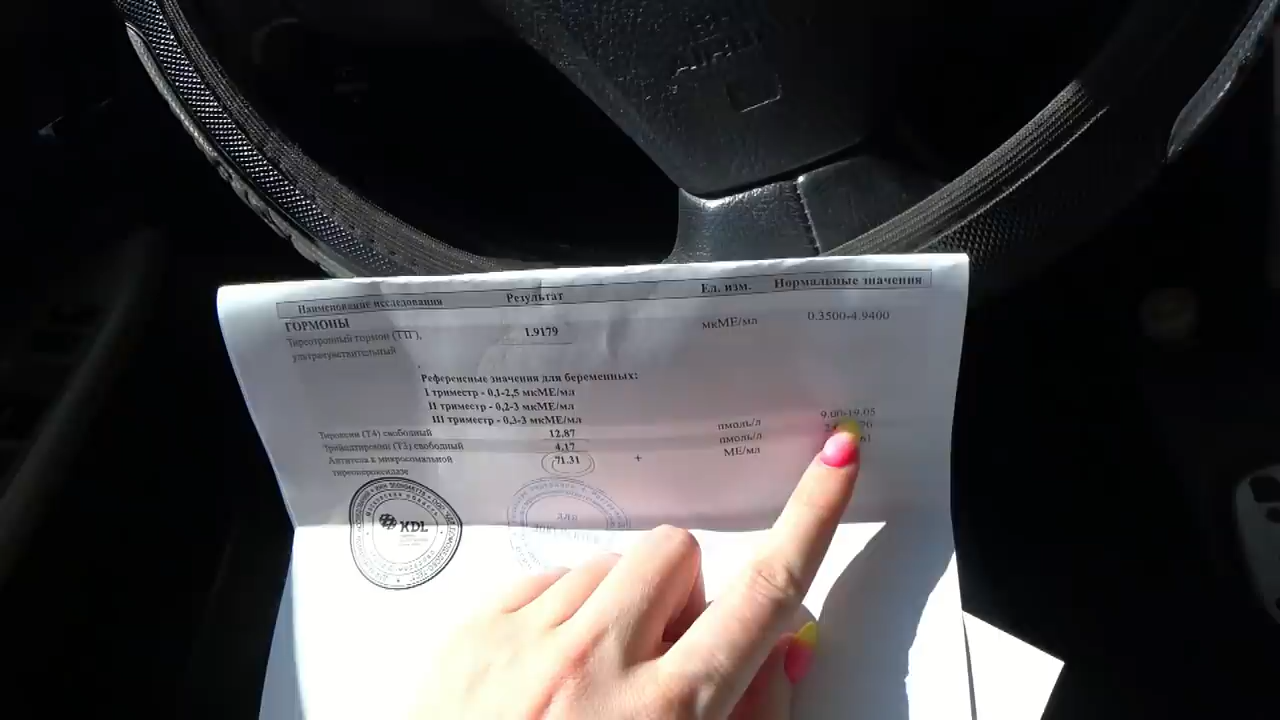 Наименование исследования Результат Ед. изм. Нормальные значения
ГОРМОНЫ
Тиреотропный гормон (ТТГ), 1.9179 мкМЕ/мл 0.3500-4.9400
ультрачувствительный
Референсные значения для беременных:
I триместр - 0,1-2,5 мкМЕ/мл
II триместр - 0,2-3 мкМЕ/мл
III триместр - 0,3-3 мкМЕ/мл
Тироксин (Т4) свободный 12.87 пмоль/л 9.00-19.05
Трийодтиронин (Т3) свободный 4.17 пмоль/л
Антитела к микросомальной 71.31 + МЕ/мл
тиреопероксидазе
KDL
для